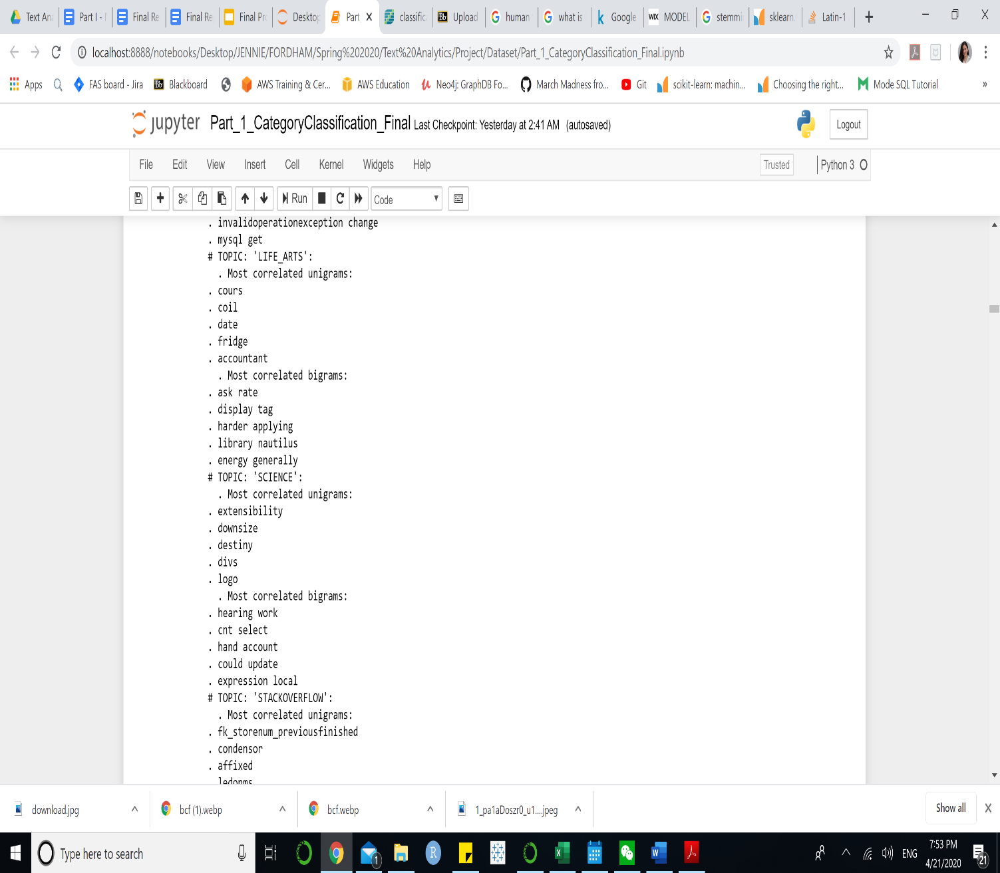 Text Ana
Part I - N
Final Re
Final Re
Final Pro
Desktop
Part_
classific
Upload
human
what is
Google
MODEL
stemmi
sklearn.
Latin-1
localhost:8888/notebooks/Desktop/JENNIE/FORDHAM/Spring%202020/Text%20Analytics/Project/Dataset/Part_1_CategoryClassification_Final.ipynb
Apps FAS board - Jira Blackboard AWS Training & Cer... AWS Education Neo4j: GraphDB Fo... March Madness fro... Git scikit-learn: machin... Choosing the right... Mode SQL Tutorial »
jupyter Part_1_CategoryClassification_Final Last Checkpoint: Yesterday at 2:41 AM (autosaved) Logout
File Edit View Insert Cell Kernel Widgets Help Trusted Python 3
Run Code
. invalidoperationexception change
. mysql get
# TOPIC: 'LIFE_ARTS':
. Most correlated unigrams:
. cours
. coil
. date
. fridge
. accountant
. Most correlated bigrams:
. ask rate
. display tag
. harder applying
. library nautilus
. energy generally
# TOPIC: 'SCIENCE':
. Most correlated unigrams:
. extensibility
. downsize
. destiny
. divs
. logo
. Most correlated bigrams:
. hearing work
. cnt select
. hand account
. could update
. expression local
# TOPIC: 'STACKOVERFLOW':
. Most correlated unigrams:
. fk_storenum_previousfinished
. condensor
. affixed
download.jpg bcf (1).webp bcf.webp 1_pa1aDoszr0_u1....jpeg Show all
Type here to search 1 ENG 7:53 PM
4/21/2020 21